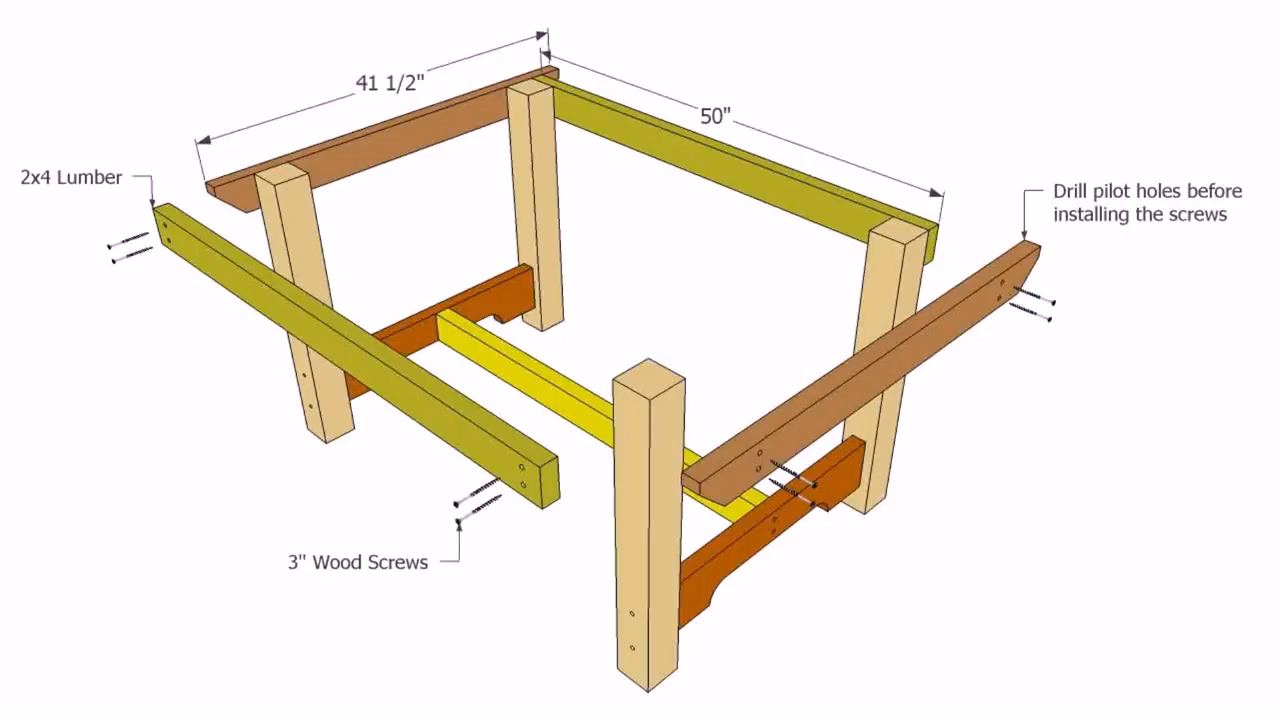 41 1/2"
50"
2x4 Lumber
Drill pilot holes before
installing the screws
3" Wood Screws